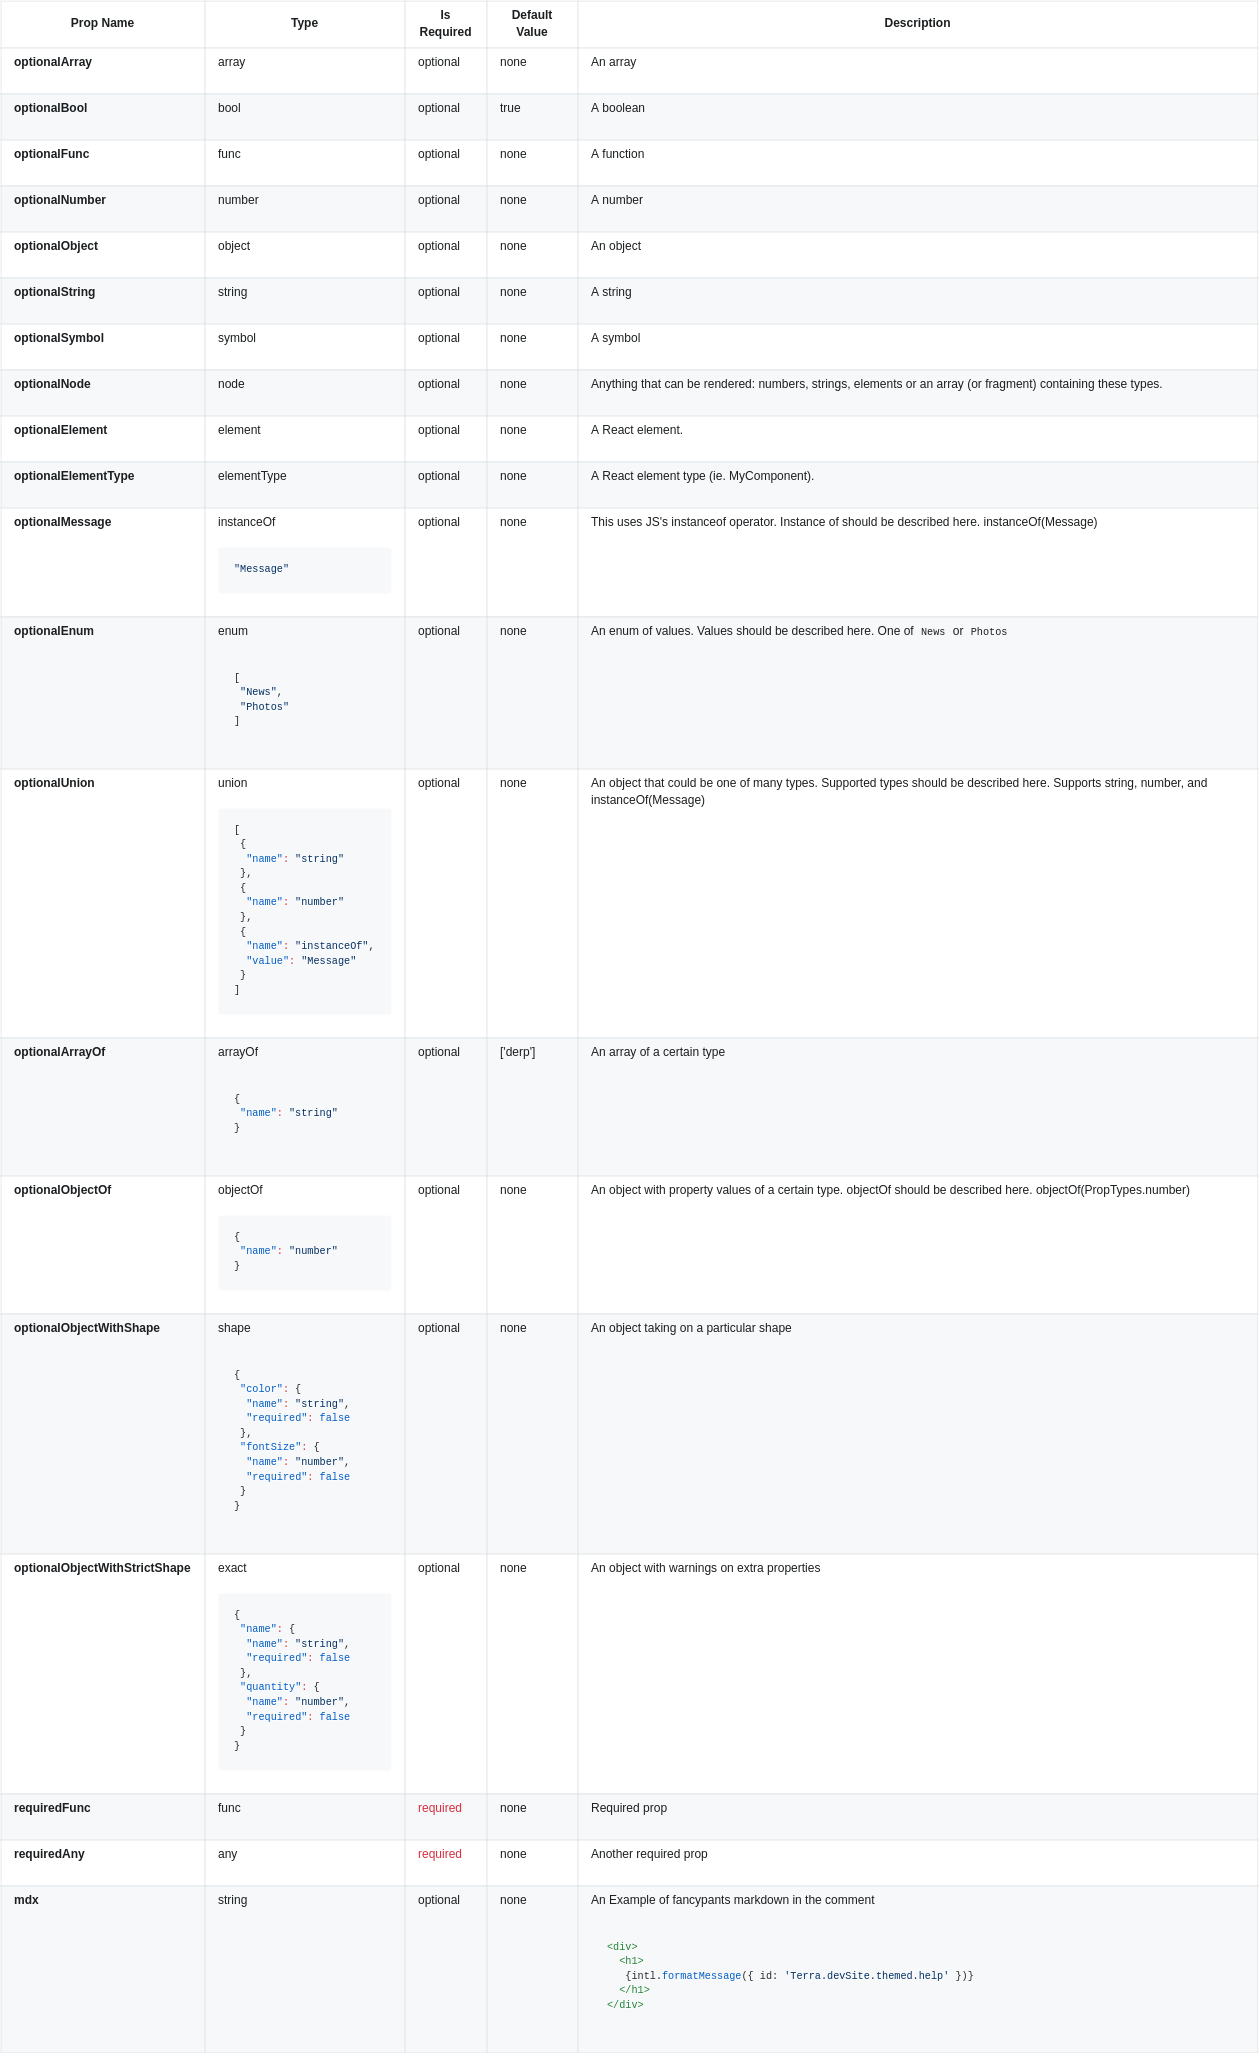 Prop Name Type Is Required Default Value Description
optionalArray array optional none An array
optionalBool bool optional true A boolean
optionalFunc func optional none A function
optionalNumber number optional none A number
optionalObject object optional none An object
optionalString string optional none A string
optionalSymbol symbol optional none A symbol
optionalNode node optional none Anything that can be rendered: numbers, strings, elements or an array (or fragment) containing these types.
optionalElement element optional none A React element.
optionalElementType elementType optional none A React element type (ie. MyComponent).
optionalMessage instanceOf optional none This uses JS's instanceof operator. Instance of should be described here. instanceOf(Message)
"Message"
optionalEnum enum optional none An enum of values. Values should be described here. One of News or Photos
[
"News",
"Photos"
]
optionalUnion union optional none An object that could be one of many types. Supported types should be described here. Supports string, number, and
instanceOf(Message)
[
{
"name": "string"
},
{
"name": "number"
},
{
"name": "instanceOf",
"value": "Message"
}
]
optionalArrayOf arrayOf optional ['derp'] An array of a certain type
{
"name": "string"
}
optionalObjectOf objectOf optional none An object with property values of a certain type. objectOf should be described here. objectOf(PropTypes.number)
{
"name": "number"
}
optionalObjectWithShape shape optional none An object taking on a particular shape
{
"color": {
"name": "string",
"required": false
},
"fontSize": {
"name": "number",
"required": false
}
}
optionalObjectWithStrictShape exact optional none An object with warnings on extra properties
{
"name": {
"name": "string",
"required": false
},
"quantity": {
"name": "number",
"required": false
}
}
requiredFunc func required none Required prop
requiredAny any required none Another required prop
mdx string optional none An Example of fancypants markdown in the comment
<div>
<h1>
{intl.formatMessage({ id: 'Terra.devSite.themed.help' })}
</h1>
</div>